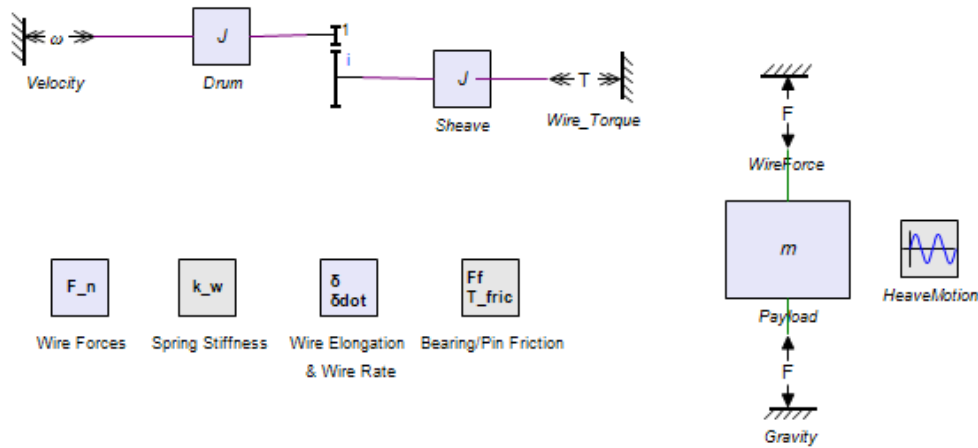 ω
Velocity
J
Drum
1
i
J
Sheave
T
Wire_Torque
F
WireForce
m
Payload
HeaveMotion
F
Gravity
F_n
Wire Forces
k_w
Spring Stiffness
δ
δdot
Wire Elongation
& Wire Rate
Ff
T_fric
Bearing/Pin Friction